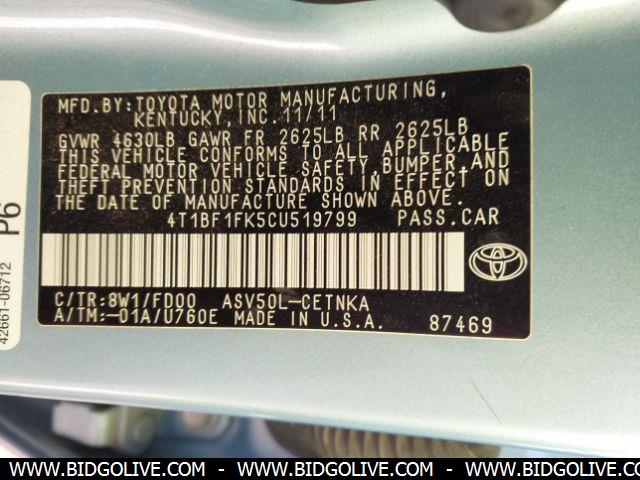 MFD.BY:TOYOTA MOTOR MANUFACTURING,
KENTUCKY,INC.11/11
GVWR 4630LB GAWR FR 2625LB RR 2625LB
THIS VEHICLE CONFORMS TO ALL APPLICABLE
FEDERAL MOTOR VEHICLE SAFETY,BUMPER,AND
THEFT PREVENTION STANDARDS IN EFFECT ON
THE DATE OF MANUFACTURE SHOWN ABOVE.
4T1BF1FK5CU519799 PASS.CAR
C/TR:8W1/FD00 ASV50L-CETNKA
A/TM:-01A/U760E MADE IN U.S.A. 87469
TOYOTA
42661-06712
P6
WWW.BIDGOLIVE.COM - WWW.BIDGOLIVE.COM - WWW.BIDGOLIVE.COM